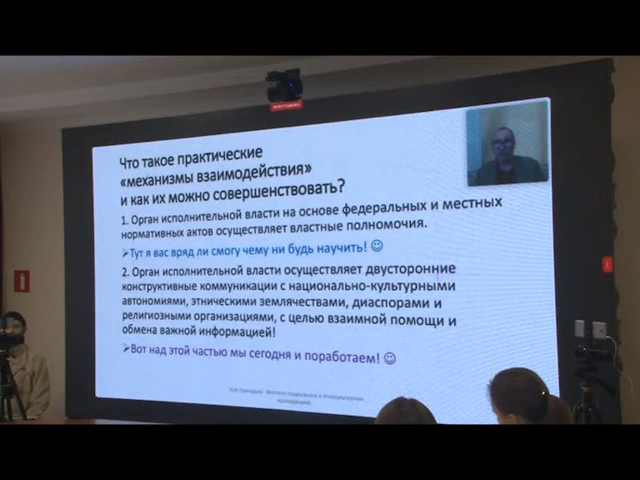 Что такое практические
«механизмы взаимодействия»
и как их можно совершенствовать?
1. Орган исполнительной власти на основе федеральных и местных
нормативных актов осуществляет властные полномочия.
➢Тут я вас вряд ли смогу чему ни будь научить! ☺
2. Орган исполнительной власти осуществляет двусторонние
конструктивные коммуникации с национально-культурными
автономиями, этническими землячествами, диаспорами и
религиозными организациями, с целью взаимной помощи и
обмена важной информацией!
➢Вот над этой частью мы сегодня и поработаем! ☺